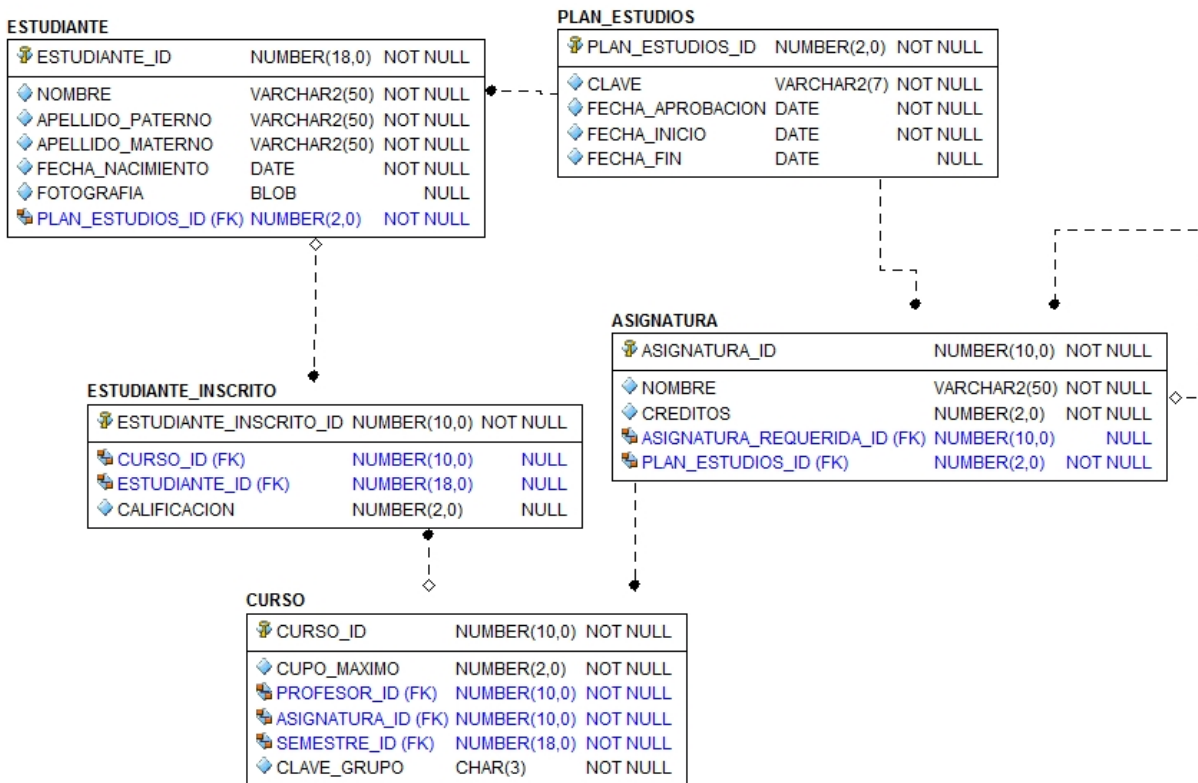 ESTUDIANTE
ESTUDIANTE_ID NUMBER(18,0) NOT NULL
NOMBRE VARCHAR2(50) NOT NULL
APELLIDO_PATERNO VARCHAR2(50) NOT NULL
APELLIDO_MATERNO VARCHAR2(50) NOT NULL
FECHA_NACIMIENTO DATE NOT NULL
FOTOGRAFIA BLOB NULL
PLAN_ESTUDIOS_ID (FK) NUMBER(2,0) NOT NULL
PLAN_ESTUDIOS
PLAN_ESTUDIOS_ID NUMBER(2,0) NOT NULL
CLAVE VARCHAR2(7) NOT NULL
FECHA_APROBACION DATE NOT NULL
FECHA_INICIO DATE NOT NULL
FECHA_FIN DATE NULL
ASIGNATURA
ASIGNATURA_ID NUMBER(10,0) NOT NULL
NOMBRE VARCHAR2(50) NOT NULL
CREDITOS NUMBER(2,0) NOT NULL
ASIGNATURA_REQUERIDA_ID (FK) NUMBER(10,0) NULL
PLAN_ESTUDIOS_ID (FK) NUMBER(2,0) NOT NULL
ESTUDIANTE_INSCRITO
ESTUDIANTE_INSCRITO_ID NUMBER(10,0) NOT NULL
CURSO_ID (FK) NUMBER(10,0) NULL
ESTUDIANTE_ID (FK) NUMBER(18,0) NULL
CALIFICACION NUMBER(2,0) NULL
CURSO
CURSO_ID NUMBER(10,0) NOT NULL
CUPO_MAXIMO NUMBER(2,0) NOT NULL
PROFESOR_ID (FK) NUMBER(10,0) NOT NULL
ASIGNATURA_ID (FK) NUMBER(10,0) NOT NULL
SEMESTRE_ID (FK) NUMBER(18,0) NOT NULL
CLAVE_GRUPO CHAR(3) NOT NULL